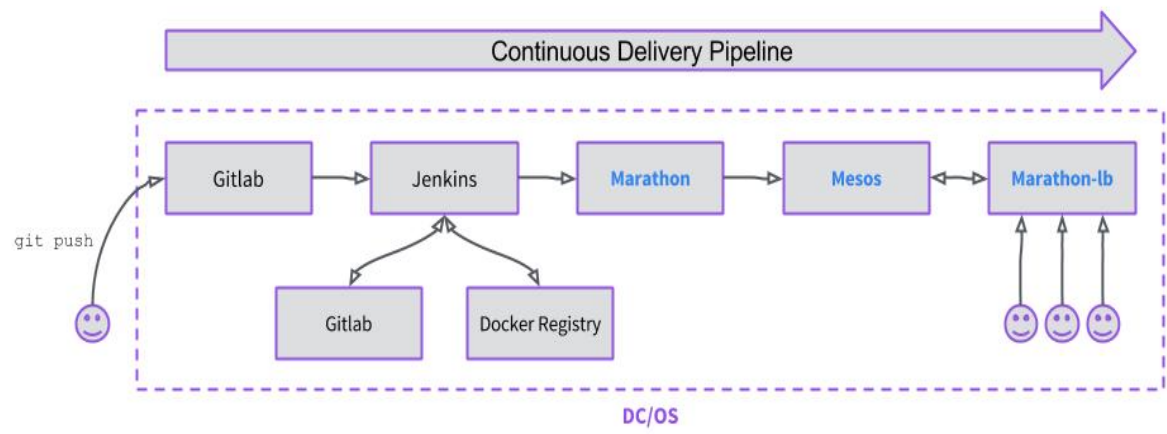 Continuous Delivery Pipeline
Gitlab
Jenkins
Marathon
Mesos
Marathon-lb
git push
Gitlab
Docker Registry
DC/OS